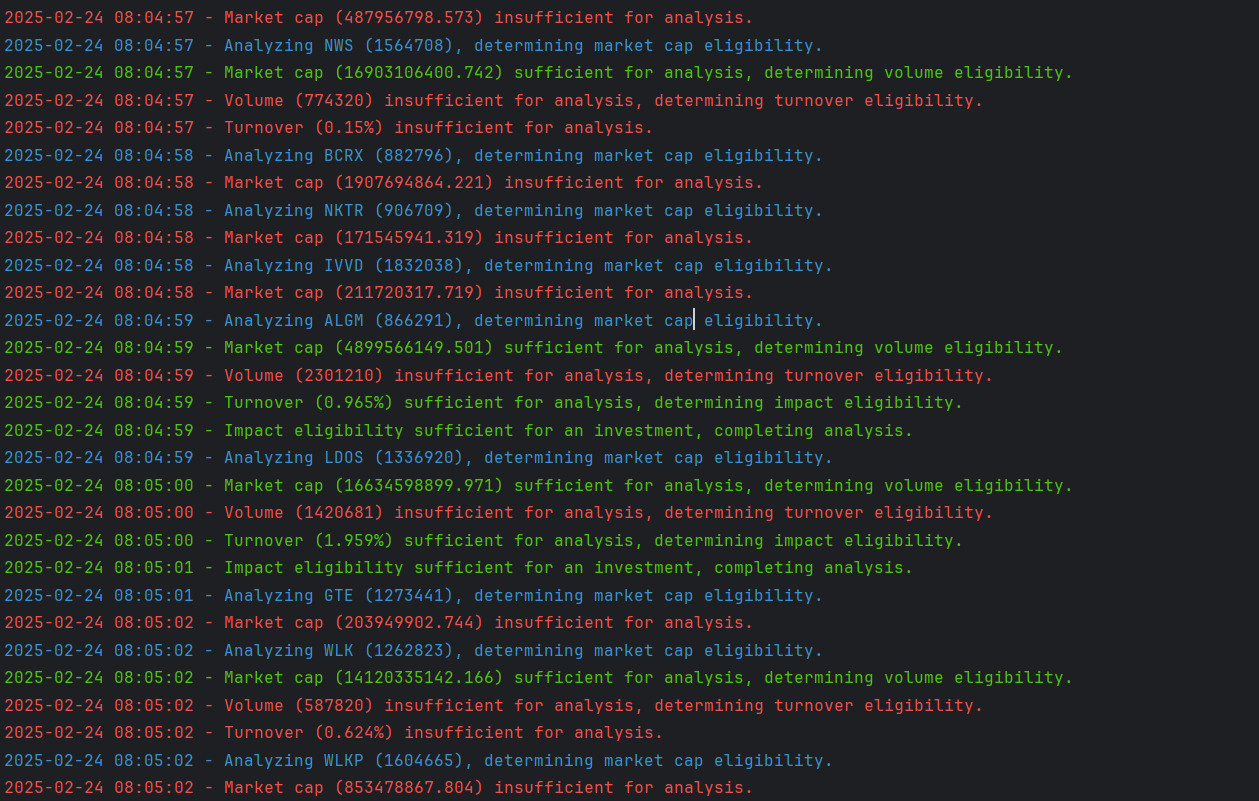 2025-02-24 08:04:57 - Market cap (487956798.573) insufficient for analysis.
2025-02-24 08:04:57 - Analyzing NWS (1564708), determining market cap eligibility.
2025-02-24 08:04:57 - Market cap (16903106400.742) sufficient for analysis, determining volume eligibility.
2025-02-24 08:04:57 - Volume (774320) insufficient for analysis, determining turnover eligibility.
2025-02-24 08:04:57 - Turnover (0.15%) insufficient for analysis.
2025-02-24 08:04:58 - Analyzing BCRX (882796), determining market cap eligibility.
2025-02-24 08:04:58 - Market cap (1907694864.221) insufficient for analysis.
2025-02-24 08:04:58 - Analyzing NKTR (906709), determining market cap eligibility.
2025-02-24 08:04:58 - Market cap (171545941.319) insufficient for analysis.
2025-02-24 08:04:58 - Analyzing IVVD (1832038), determining market cap eligibility.
2025-02-24 08:04:58 - Market cap (211720317.719) insufficient for analysis.
2025-02-24 08:04:59 - Analyzing ALGM (866291), determining market cap eligibility.
2025-02-24 08:04:59 - Market cap (4899566149.501) sufficient for analysis, determining volume eligibility.
2025-02-24 08:04:59 - Volume (2301210) insufficient for analysis, determining turnover eligibility.
2025-02-24 08:04:59 - Turnover (0.965%) sufficient for analysis, determining impact eligibility.
2025-02-24 08:04:59 - Impact eligibility sufficient for an investment, completing analysis.
2025-02-24 08:04:59 - Analyzing LDOS (1336920), determining market cap eligibility.
2025-02-24 08:05:00 - Market cap (16634598899.971) sufficient for analysis, determining volume eligibility.
2025-02-24 08:05:00 - Volume (1420681) insufficient for analysis, determining turnover eligibility.
2025-02-24 08:05:00 - Turnover (1.959%) sufficient for analysis, determining impact eligibility.
2025-02-24 08:05:01 - Impact eligibility sufficient for an investment, completing analysis.
2025-02-24 08:05:01 - Analyzing GTE (1273441), determining market cap eligibility.
2025-02-24 08:05:02 - Market cap (203949902.744) insufficient for analysis.
2025-02-24 08:05:02 - Analyzing WLK (1262823), determining market cap eligibility.
2025-02-24 08:05:02 - Market cap (14120335142.166) sufficient for analysis, determining volume eligibility.
2025-02-24 08:05:02 - Volume (587820) insufficient for analysis, determining turnover eligibility.
2025-02-24 08:05:02 - Turnover (0.624%) insufficient for analysis.
2025-02-24 08:05:02 - Analyzing WLKP (1604665), determining market cap eligibility.
2025-02-24 08:05:02 - Market cap (853478867.804) insufficient for analysis.